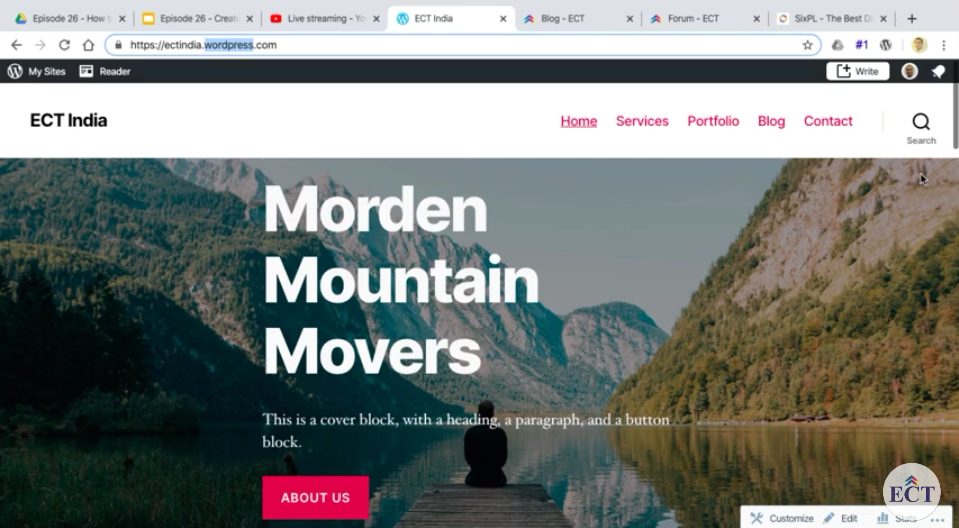 Episode 26 - How t
Episode 26 - Creat
Live streaming - Yo
ECT India
Blog - ECT
Forum - ECT
SixPL - The Best Di
https://ectindia.wordpress.com
#1
My Sites
Reader
Write
ECT India
Home
Services
Portfolio
Blog
Contact
Search
Morden
Mountain
Movers
This is a cover block, with a heading, a paragraph, and a button
block.
ABOUT US
ECT
Customize
Edit
Stats